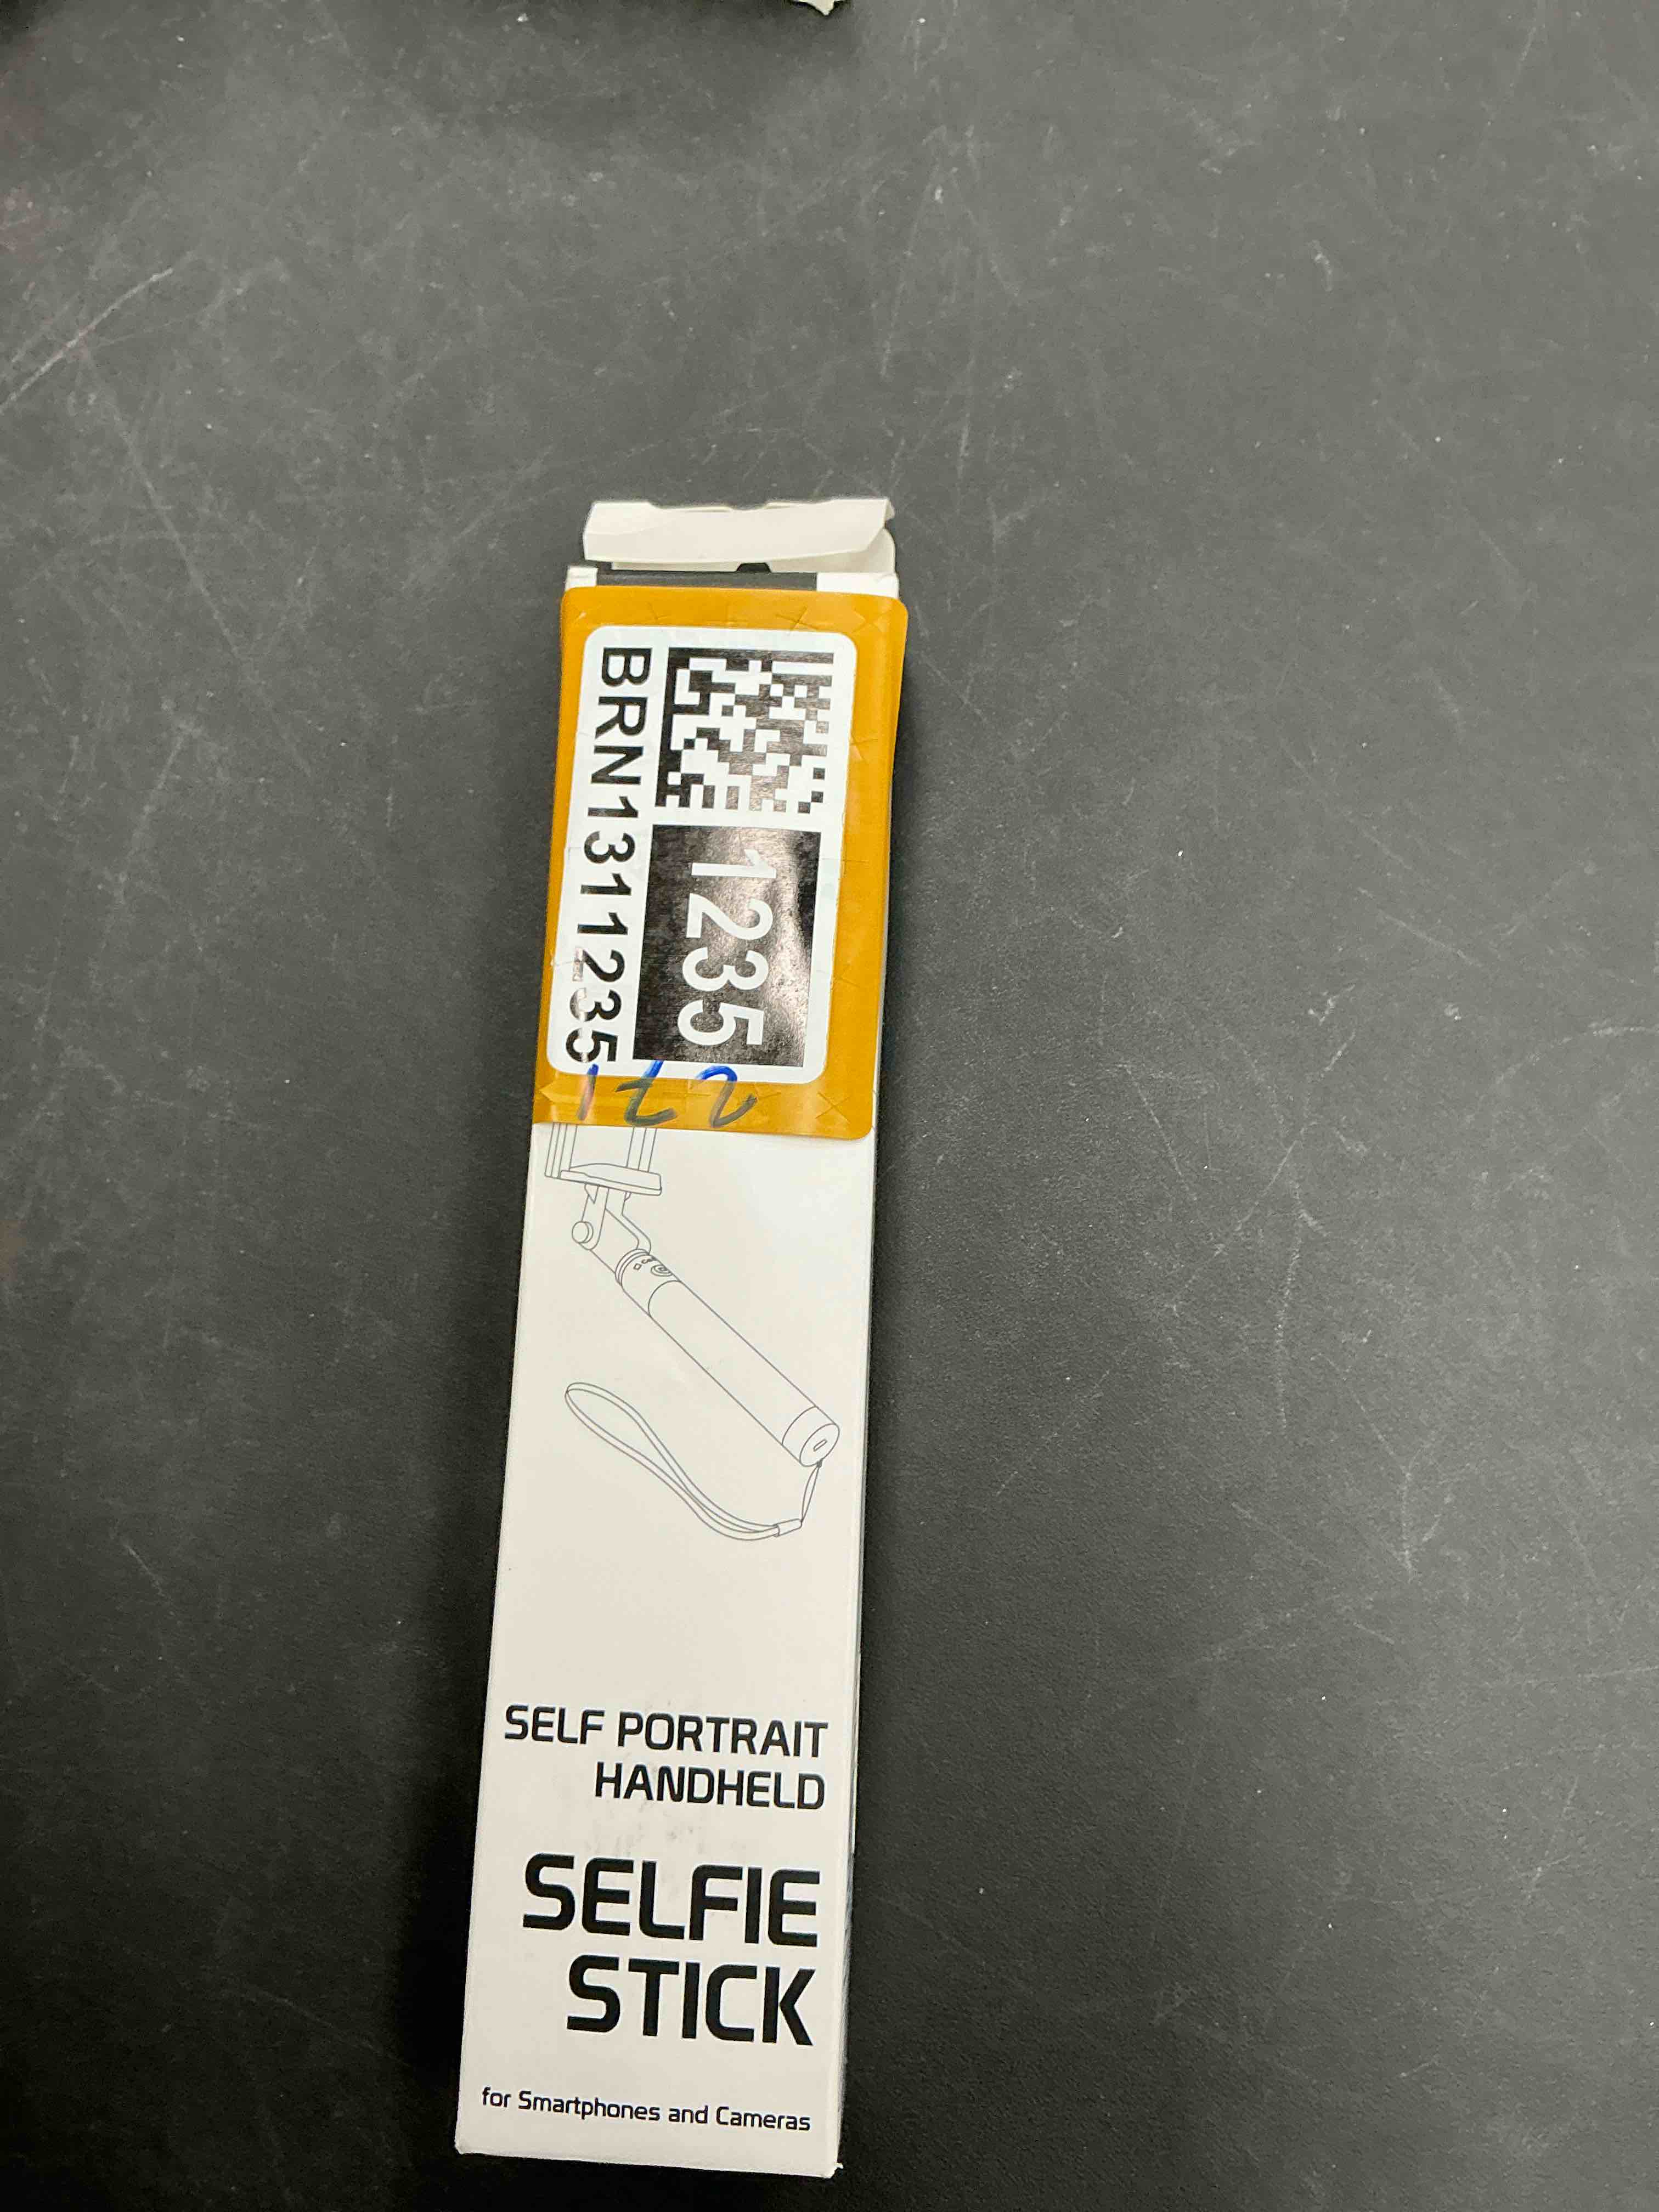 BRN1311235
1235
SELF PORTRAIT
HANDHELD
SELFIE
STICK
for Smartphones and Cameras